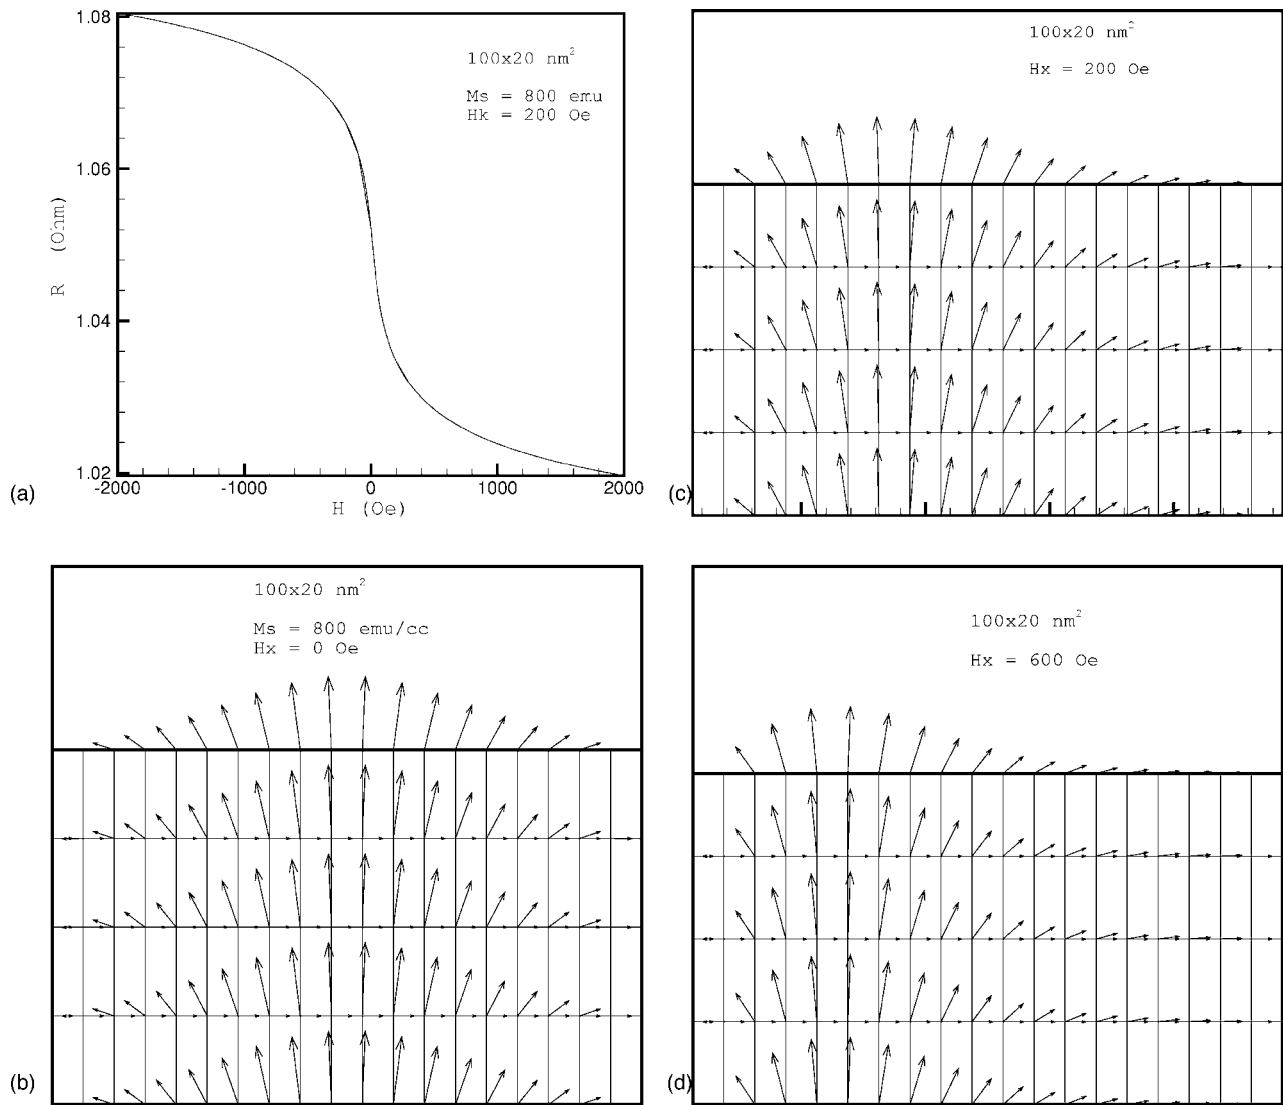 1.08
1.06
1.04
1.02
R (Ohm)
-2000
-1000
0
1000
2000
H (Oe)
100x20 nm²
Ms = 800 emu
Hk = 200 Oe
(a)
100x20 nm²
Hx = 200 Oe
(c)
100x20 nm²
Ms = 800 emu/cc
Hx = 0 Oe
(b)
100x20 nm²
Hx = 600 Oe
(d)